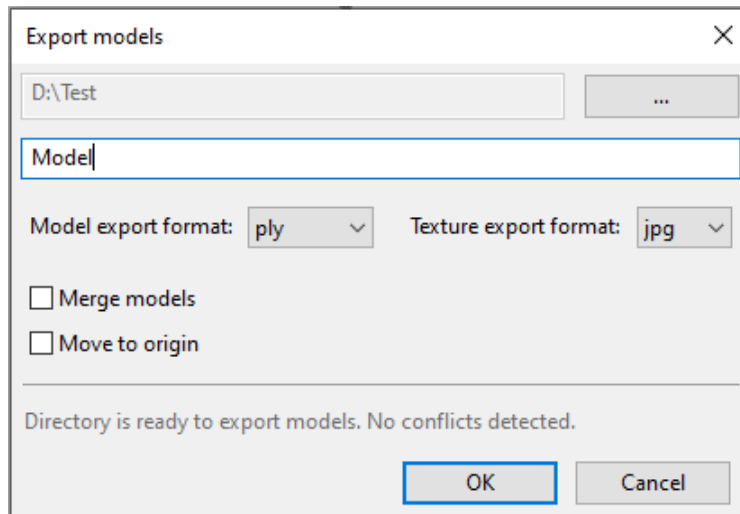 Export models
D:\Test
...
Model
Model export format: ply Texture export format: jpg
Merge models
Move to origin
Directory is ready to export models. No conflicts detected.
OK Cancel